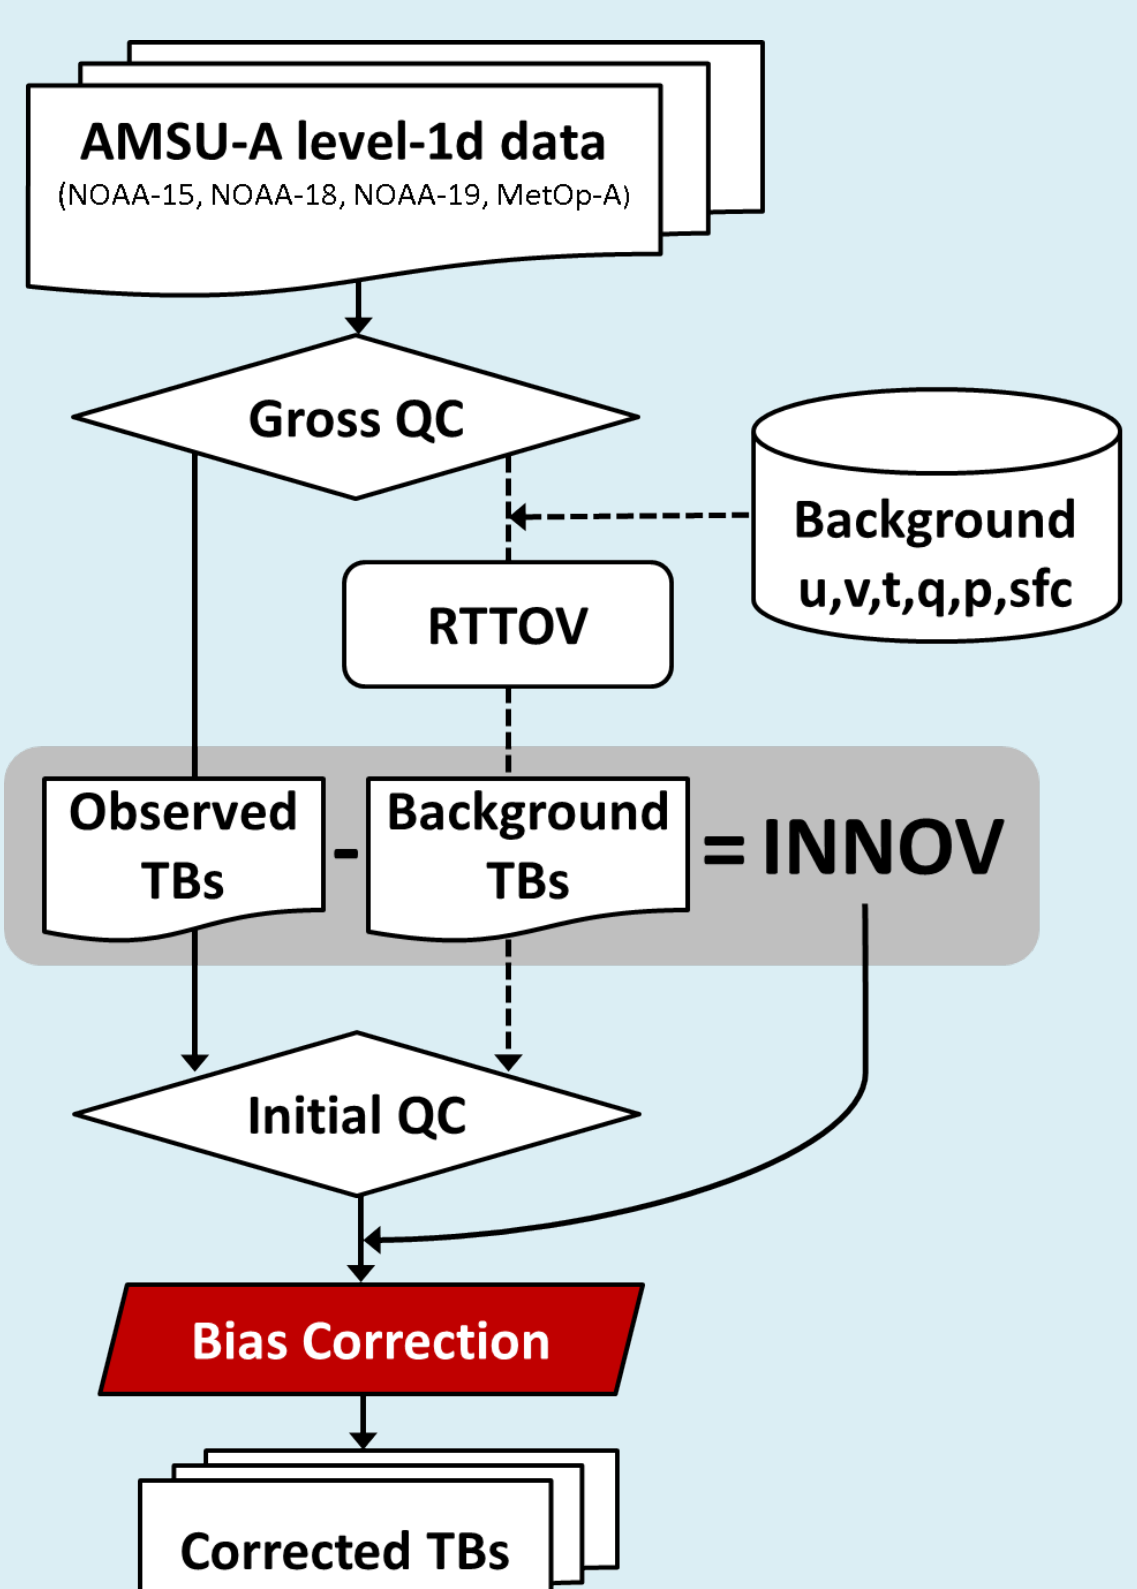 AMSU-A level-1d data
(NOAA-15, NOAA-18, NOAA-19, MetOp-A)
Gross QC
Background
u,v,t,q,p,sfc
RTTOV
Observed
TBs
-
Background
TBs
= INNOV
Initial QC
Bias Correction
Corrected TBs